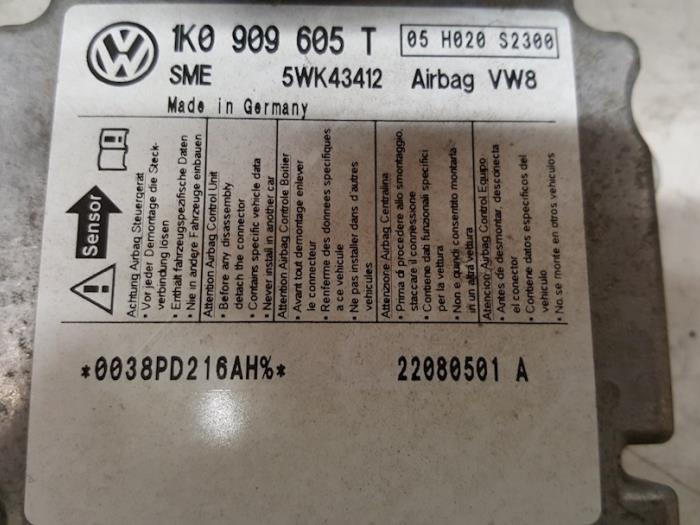 VW
1K0 909 605 T
05 H020 S2300
SME 5WK43412 Airbag VW8
Made in Germany
Sensor
Achtung Airbag Steuergerät
• Vor jeder Demontage die Steck-
verbindung lösen
• Enthält fahrzeugspezifische Daten
• Nie in andere Fahrzeuge einbauen
Attention Airbag Control Unit
• Before any disassembly
detach the connector
• Contains specific vehicle data
• Never install in another car
Attention Airbag Controle Boitier
• Avant tout demontage enlever
le connecteur
• Renferme des donnees specifiques
a ce vehicule
• Ne pas installer dans d'autres
vehicules
Attenzione Airbag Centralina
• Prima di procedere allo smontaggio,
staccare il connessione
• Contiene dati funzionali specifici
per la vettura
• Non e quindi consentito montarla
in un altra vettura
Atencion Airbag Control Equipo
• Antes de desmontar, desconecta
el conector
• Contiene datos especificos del
vehiculo
• No se monte en otros vehiculos
*0038PD216AH%*
22080501 A